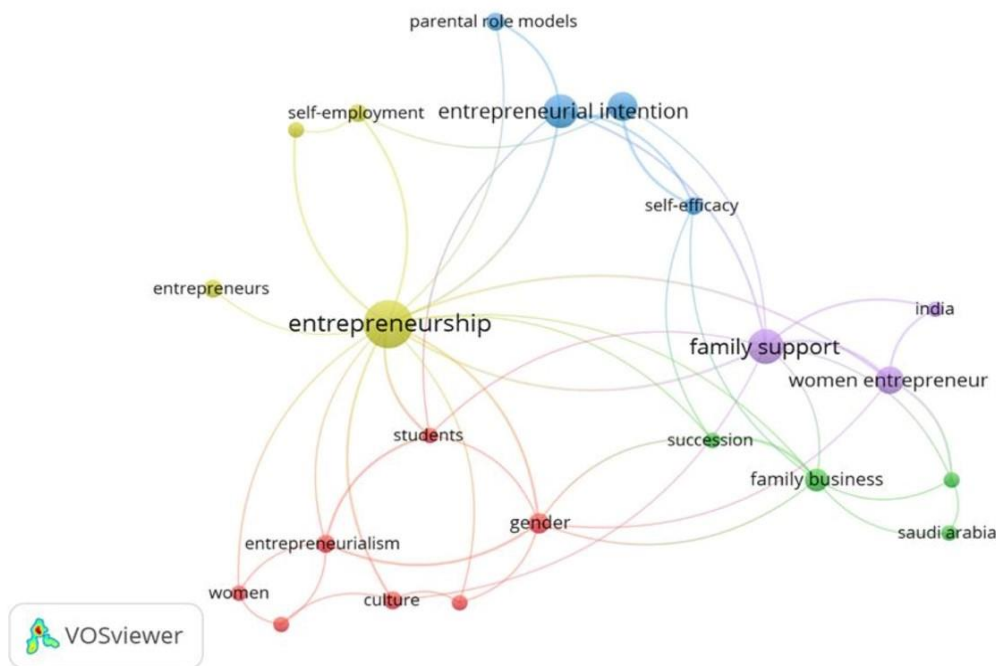 parental role models
self-employment
entrepreneurial intention
self-efficacy
entrepreneurs
entrepreneurship
india
family support
women entrepreneur
students
succession
family business
gender
saudi arabia
entrepreneurialism
women
culture
VOSviewer